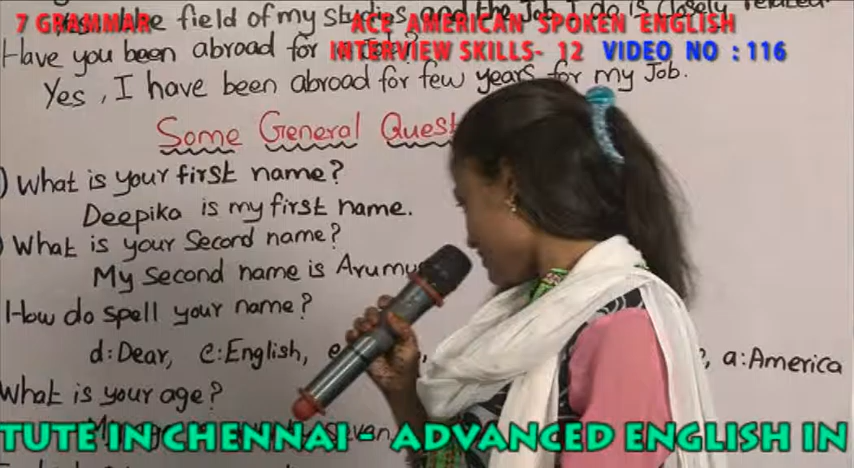 7 GRAMMAR
ACE AMERICAN SPOKEN ENGLISH
INTERVIEW SKILLS- 12 VIDEO NO : 116
the field of my studies and the Job I do is closely related
Have you been abroad for Job?
Yes, I have been abroad for few years for my Job.
Some General Quest
) What is your first name?
Deepika is my first name.
) What is your Second name?
My Second name is Arumu
How do spell your name?
d:Dear, e:English, e , a:America
What is your age?
TUTE IN CHENNAI - ADVANCED ENGLISH IN